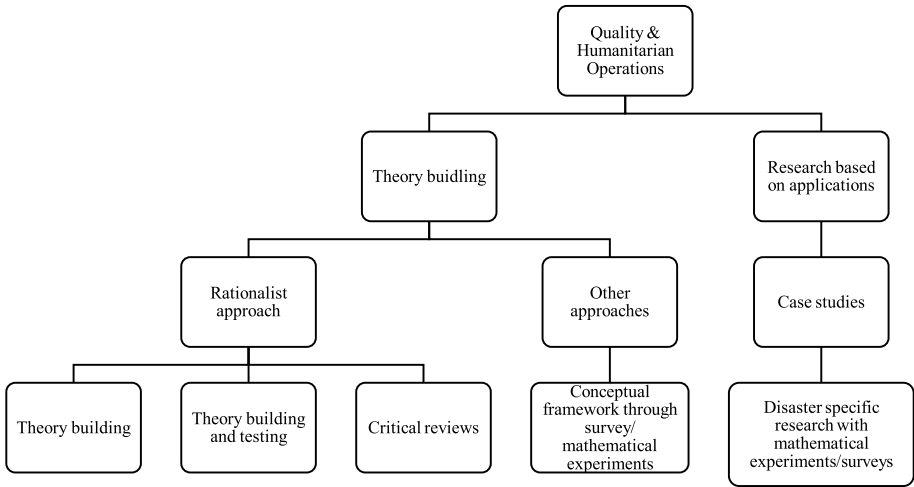 Quality &
Humanitarian
Operations
Theory buidling
Research based
on applications
Rationalist
approach
Other
approaches
Case studies
Theory building
Theory building
and testing
Critical reviews
Conceptual
framework through
survey/
mathematical
experiments
Disaster specific
research with
mathematical
experiments/surveys